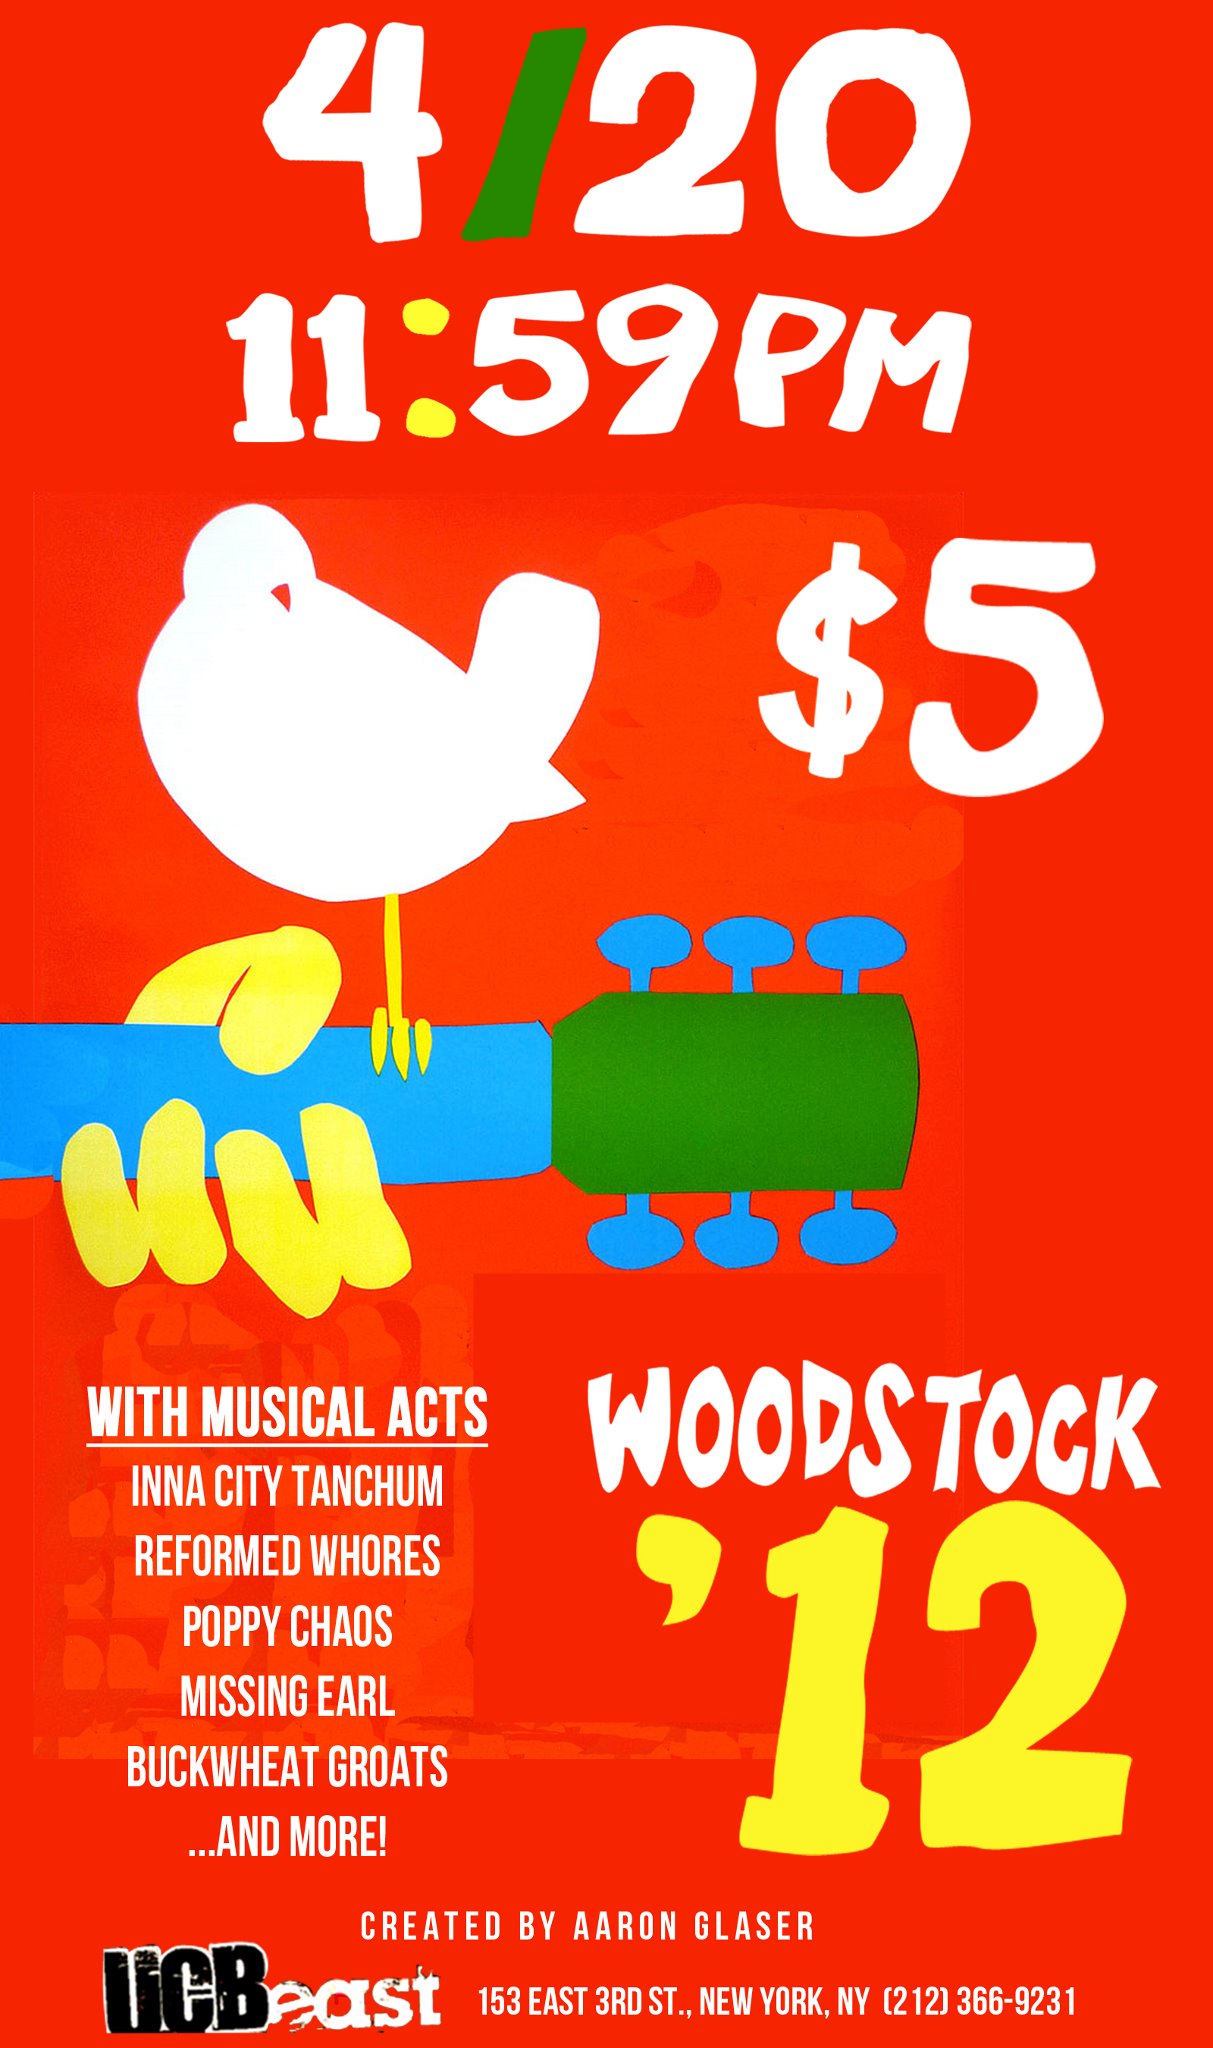 4/20
11:59PM
$5
WOODSTOCK
'12
WITH MUSICAL ACTS
INNA CITY TANCHUM
REFORMED WHORES
POPPY CHAOS
MISSING EARL
BUCKWHEAT GROATS
...AND MORE!
CREATED BY AARON GLASER
UCBeast
153 EAST 3RD ST., NEW YORK, NY (212) 366-9231